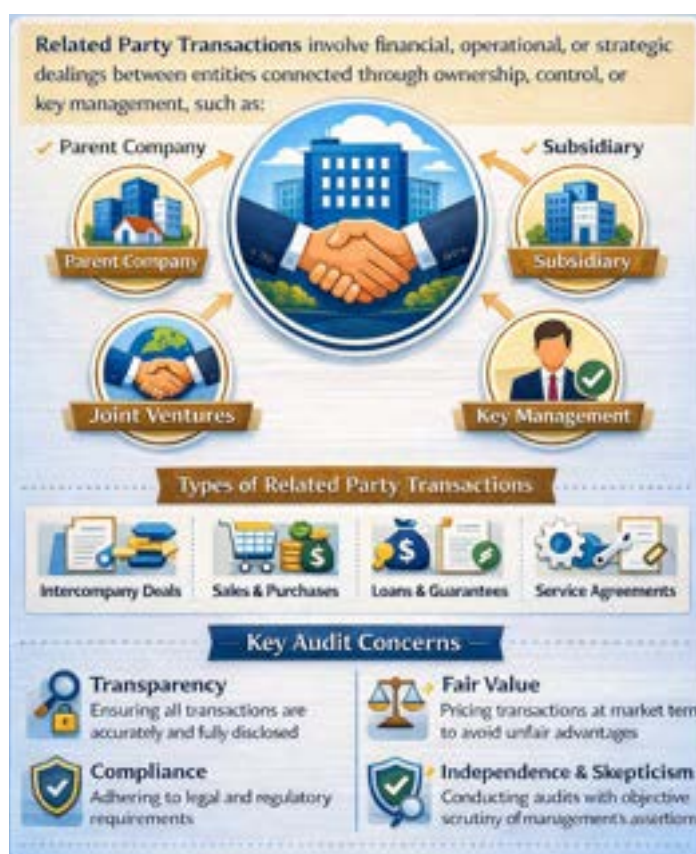 Related Party Transactions involve financial, operational, or strategic
dealings between entities connected through ownership, control, or
key management, such as:
Parent Company
Subsidiary
Parent Company
Subsidiary
Joint Ventures
Key Management
Types of Related Party Transactions
Intercompany Deals
Sales & Purchases
Loans & Guarantees
Service Agreements
Key Audit Concerns
Transparency
Ensuring all transactions are
accurately and fully disclosed
Fair Value
Pricing transactions at market tern
to avoid unfair advantages
Compliance
Adhering to legal and regulatory
requirements
Independence & Skepticism
Conducting audits with objective
scrutiny of management's assertion